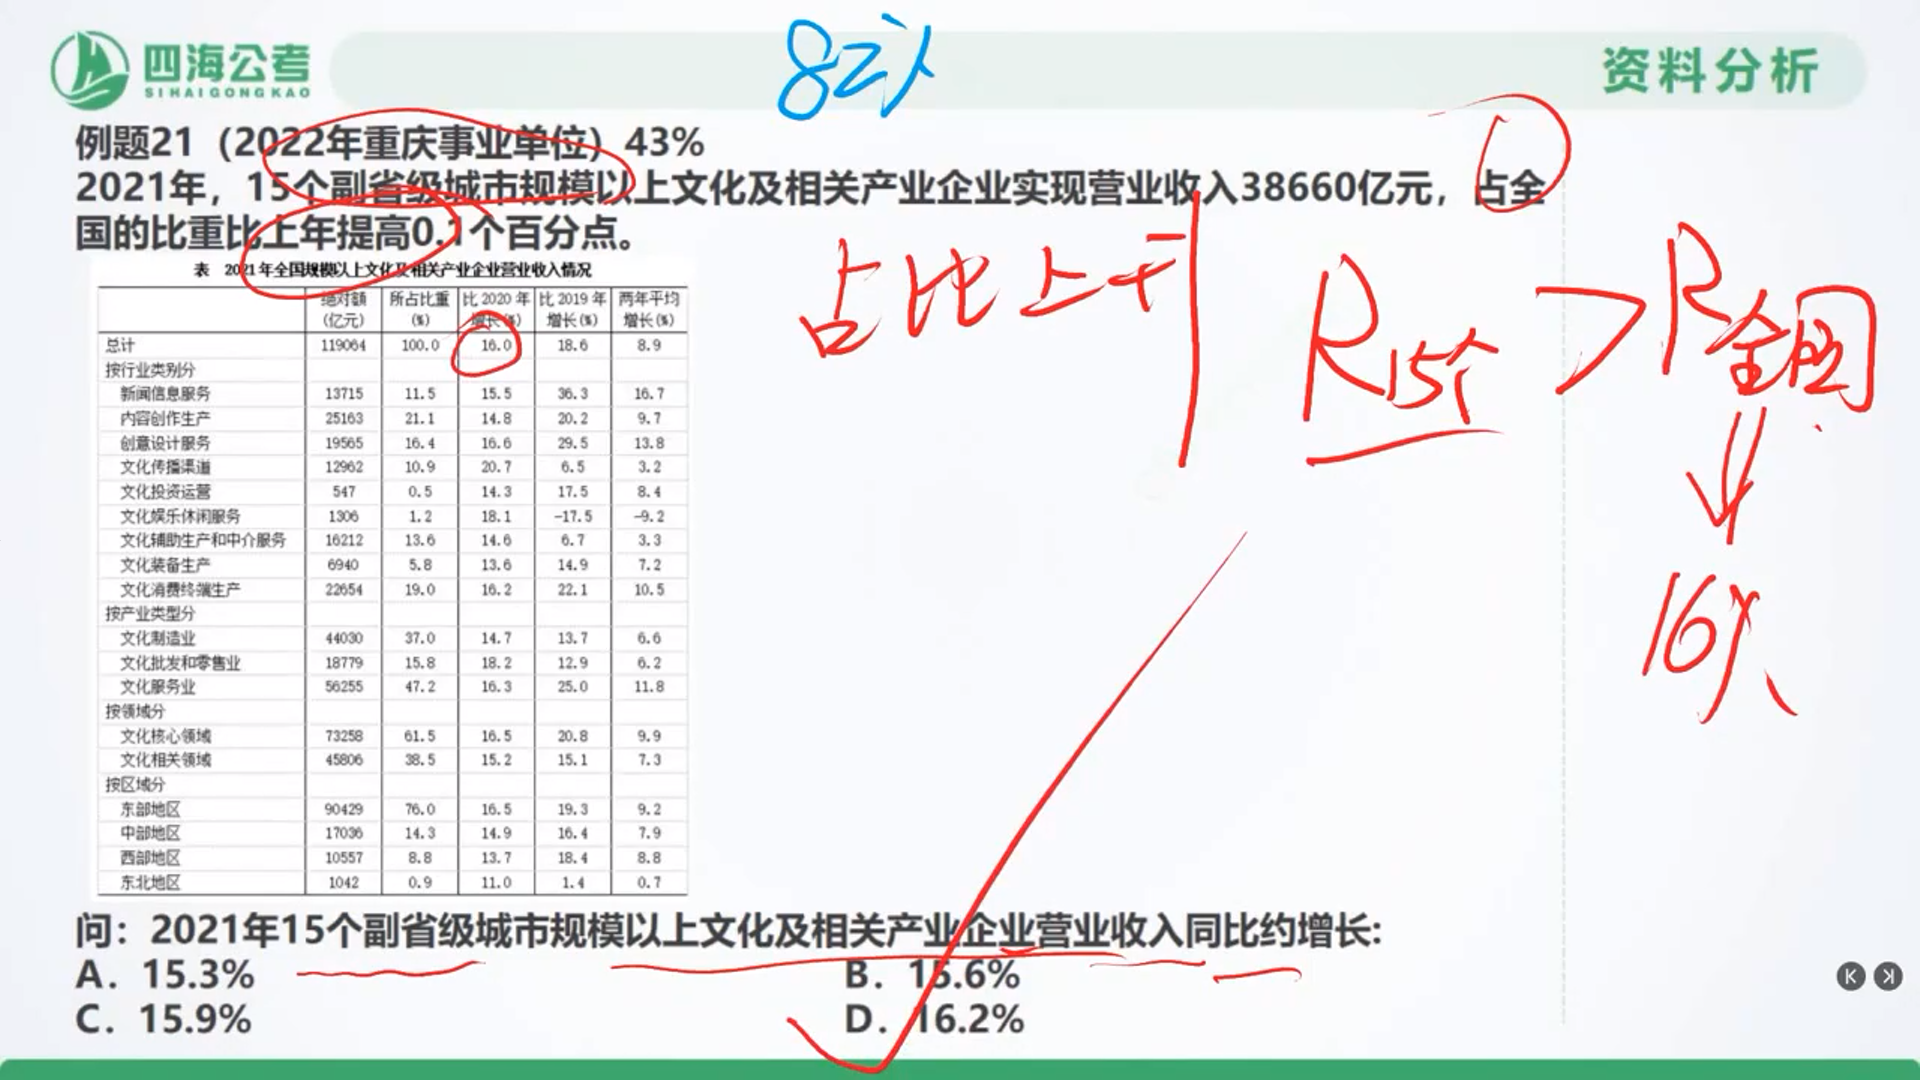 82人
四海公考
SIHAIGONGKAO
资料分析
例题21（2022年重庆事业单位）43%
2021年，15个副省级城市规模以上文化及相关产业企业实现营业收入38660亿元，占全
国的比重比上年提高0.1个百分点。
占比上升
R15个 > R全国
16%
表 2021年全国规模以上文化及相关产业企业营业收入情况
绝对额（亿元） 所占比重（%） 比2020年增长（%） 比2019年增长（%） 两年平均增长（%）
总计 119064 100.0 16.0 18.6 8.9
按行业类别分
新闻信息服务 13715 11.5 15.5 36.3 16.7
内容创作生产 25163 21.1 14.8 20.2 9.7
创意设计服务 19565 16.4 16.6 29.5 13.8
文化传播渠道 12962 10.9 20.7 6.5 3.2
文化投资运营 547 0.5 14.3 17.5 8.4
文化娱乐休闲服务 1306 1.2 18.1 -17.5 -9.2
文化辅助生产和中介服务 16212 13.6 14.6 6.7 3.3
文化装备生产 6940 5.8 13.6 14.9 7.2
文化消费终端生产 22654 19.0 16.2 22.1 10.5
按产业类型分
文化制造业 44030 37.0 14.7 13.7 6.6
文化批发和零售业 18779 15.8 18.2 12.9 6.2
文化服务业 56255 47.2 16.3 25.0 11.8
按领域分
文化核心领域 73258 61.5 16.5 20.8 9.9
文化相关领域 45806 38.5 15.2 15.1 7.3
按区域分
东部地区 90429 76.0 16.5 19.3 9.2
中部地区 17036 14.3 14.9 16.4 7.9
西部地区 10557 8.8 13.7 18.4 8.8
东北地区 1042 0.9 11.0 1.4 0.7
问：2021年15个副省级城市规模以上文化及相关产业企业营业收入同比约增长:
A. 15.3%
B. 15.6%
C. 15.9%
D. 16.2%